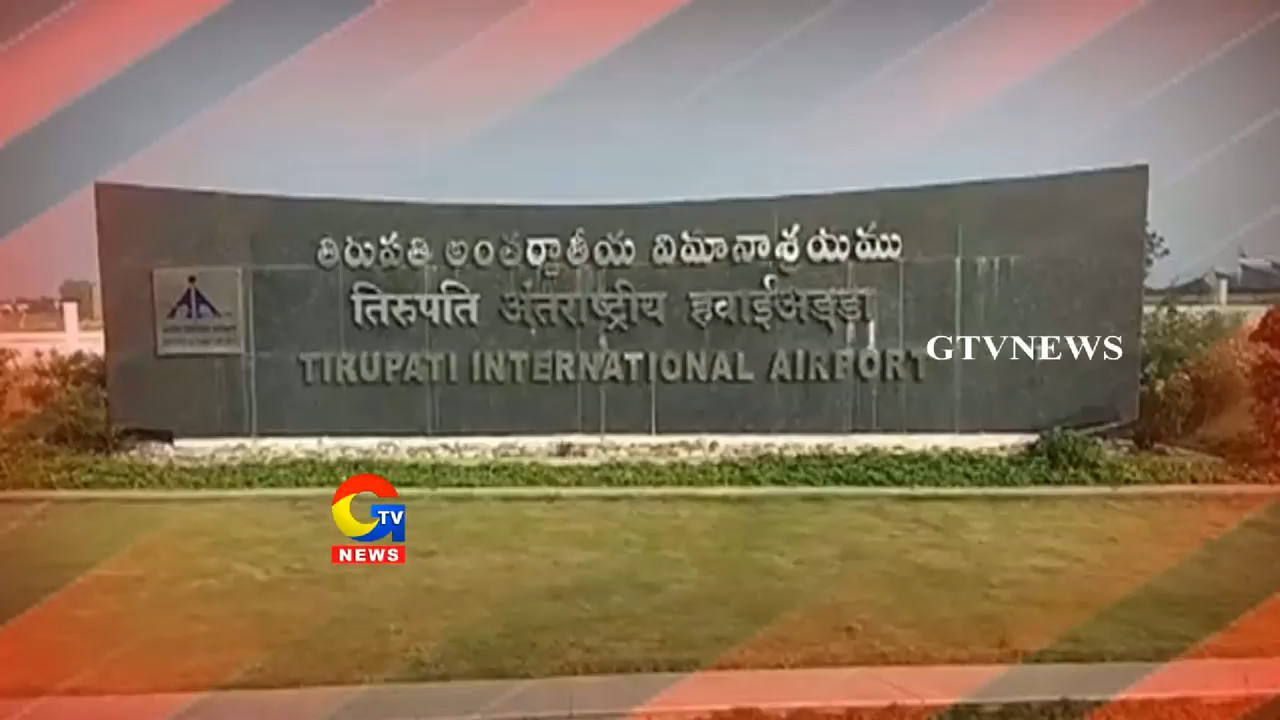 తిరుపతి అంతర్జాతీయ విమానాశ్రయము
तिरुपति अंतराष्ट्रीय हवाईअड्डा
TIRUPATI INTERNATIONAL AIRPORT
GTVNEWS
G TV
NEWS